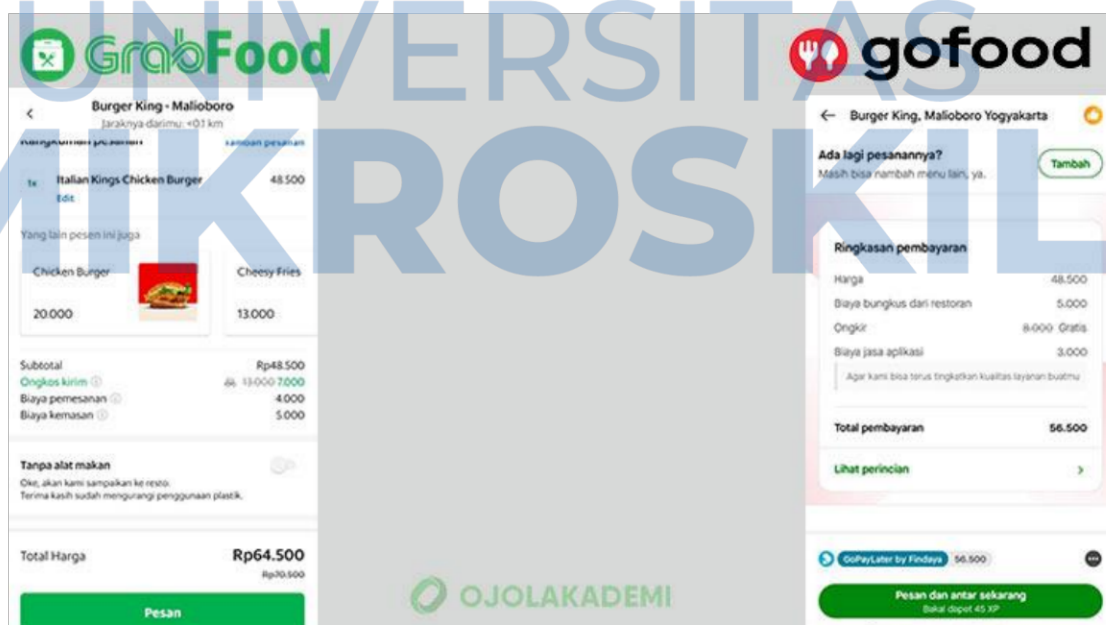 UNIVERSITAS
MIKROSKIL
GrabFood
Burger King - Malioboro
Jaraknya darimu: <0.1 km
Rangkuman pesanan Tambah pesanan
1x Italian Kings Chicken Burger 48.500
Edit
Yang lain pesen ini juga
Chicken Burger Cheesy Fries
20.000 13.000
Subtotal Rp48.500
Ongkos kirim 13.000 7.000
Biaya pemesanan 4.000
Biaya kemasan 5.000
Tanpa alat makan
Oke, akan kami sampaikan ke resto.
Terima kasih sudah mengurangi penggunaan plastik.
Total Harga Rp64.500
Rp70.500
Pesan
OJOLAKADEMI
gofood
Burger King, Malioboro Yogyakarta
Ada lagi pesanannya?
Masih bisa nambah menu lain, ya.
Tambah
Ringkasan pembayaran
Harga 48.500
Biaya bungkus dari restoran 5.000
Ongkir 8.000 Gratis
Biaya jasa aplikasi 3.000
Agar kami bisa terus tingkatkan kualitas layanan buatmu
Total pembayaran 56.500
Lihat perincian
GoPayLater by Findaya 56.500
Pesan dan antar sekarang
Bakal dapet 45 XP